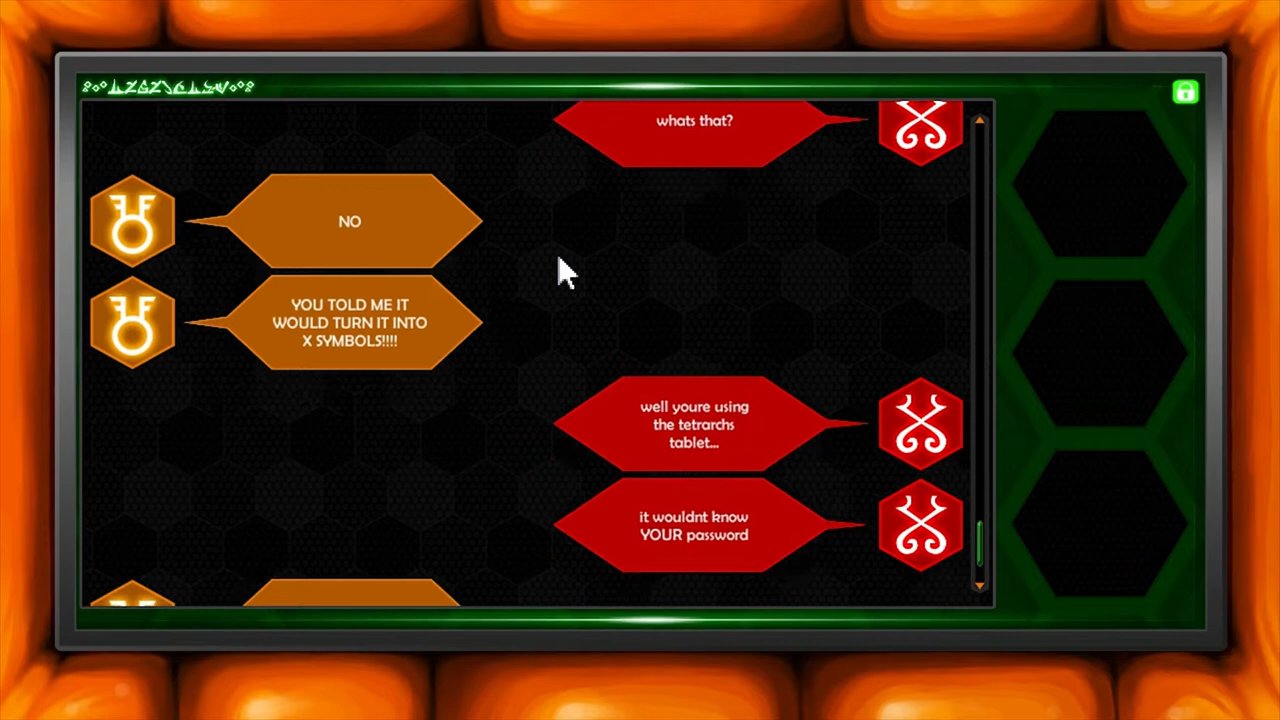 whats that?
NO
YOU TOLD ME IT
WOULD TURN IT INTO
X SYMBOLS!!!!
well youre using
the tetrarchs
tablet...
it wouldnt know
YOUR password